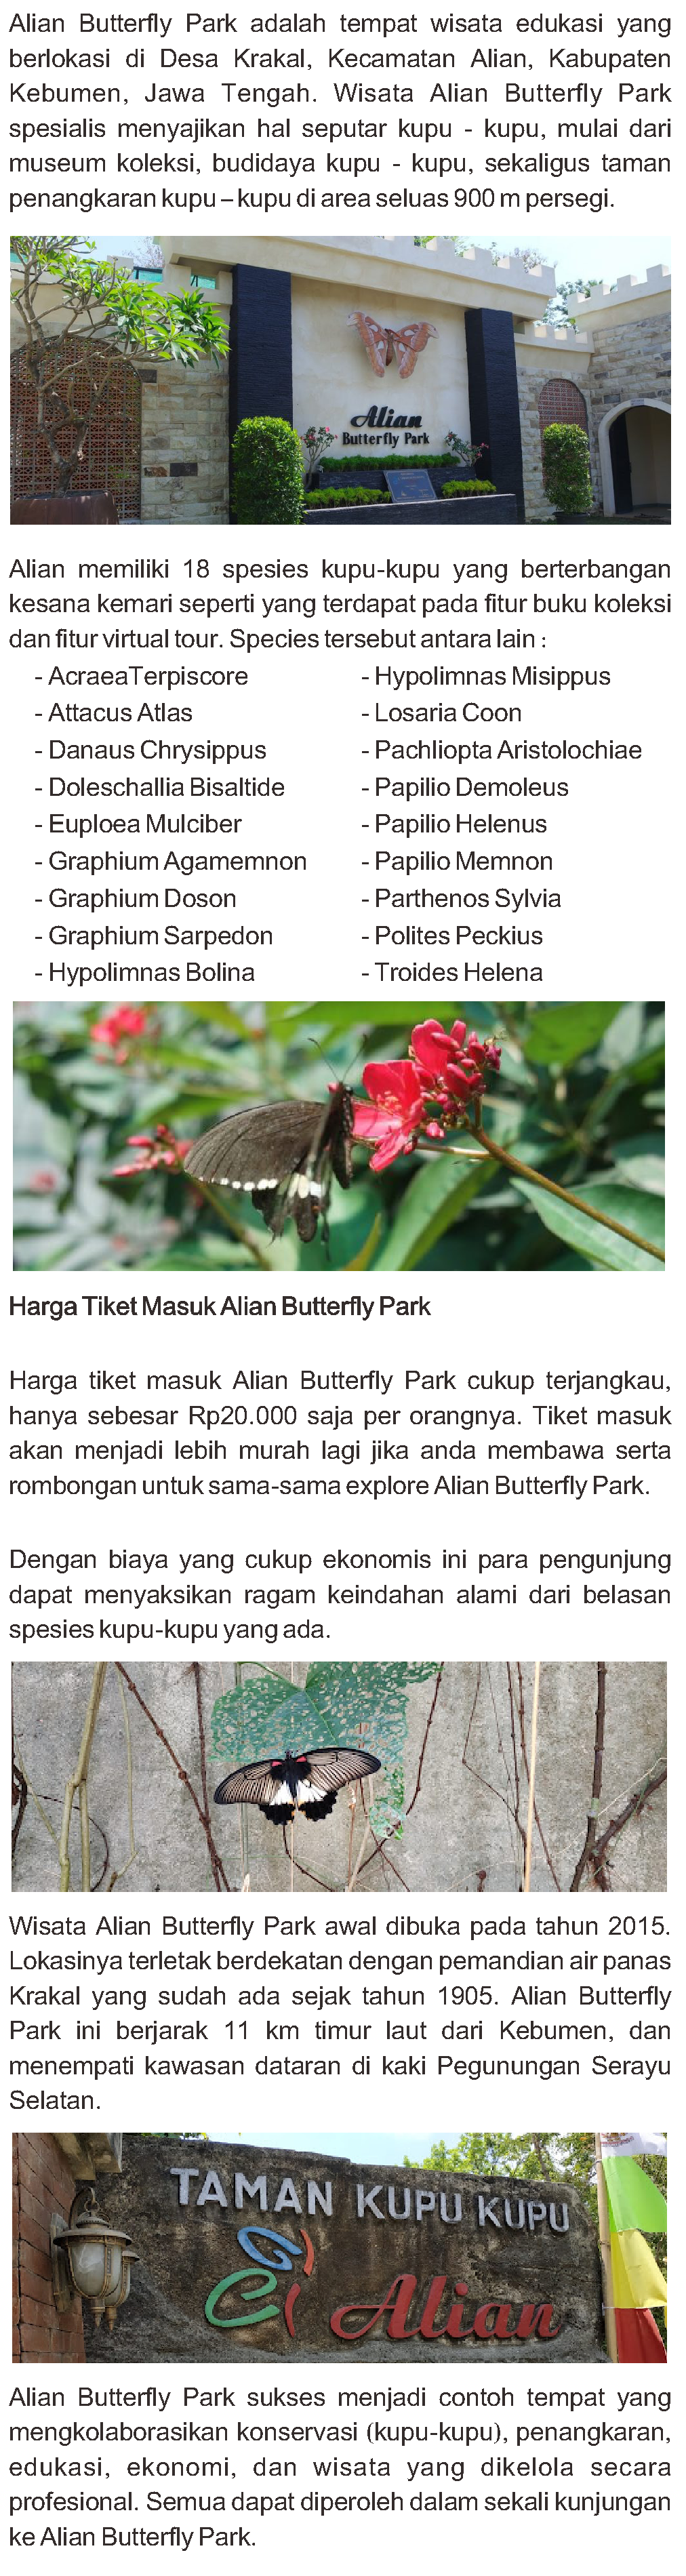 Alian Butterfly Park adalah tempat wisata edukasi yang
berlokasi di Desa Krakal, Kecamatan Alian, Kabupaten
Kebumen, Jawa Tengah. Wisata Alian Butterfly Park
spesialis menyajikan hal seputar kupu - kupu, mulai dari
museum koleksi, budidaya kupu - kupu, sekaligus taman
penangkaran kupu – kupu di area seluas 900 m persegi.
Alian
Butterfly Park
Alian memiliki 18 spesies kupu-kupu yang berterbangan
kesana kemari seperti yang terdapat pada fitur buku koleksi
dan fitur virtual tour. Species tersebut antara lain :
- AcraeaTerpiscore
- Attacus Atlas
- Danaus Chrysippus
- Doleschallia Bisaltide
- Euploea Mulciber
- Graphium Agamemnon
- Graphium Doson
- Graphium Sarpedon
- Hypolimnas Bolina
- Hypolimnas Misippus
- Losaria Coon
- Pachliopta Aristolochiae
- Papilio Demoleus
- Papilio Helenus
- Papilio Memnon
- Parthenos Sylvia
- Polites Peckius
- Troides Helena
Harga Tiket Masuk Alian Butterfly Park
Harga tiket masuk Alian Butterfly Park cukup terjangkau,
hanya sebesar Rp20.000 saja per orangnya. Tiket masuk
akan menjadi lebih murah lagi jika anda membawa serta
rombongan untuk sama-sama explore Alian Butterfly Park.
Dengan biaya yang cukup ekonomis ini para pengunjung
dapat menyaksikan ragam keindahan alami dari belasan
spesies kupu-kupu yang ada.
Wisata Alian Butterfly Park awal dibuka pada tahun 2015.
Lokasinya terletak berdekatan dengan pemandian air panas
Krakal yang sudah ada sejak tahun 1905. Alian Butterfly
Park ini berjarak 11 km timur laut dari Kebumen, dan
menempati kawasan dataran di kaki Pegunungan Serayu
Selatan.
TAMAN KUPU KUPU
Alian
Alian Butterfly Park sukses menjadi contoh tempat yang
mengkolaborasikan konservasi (kupu-kupu), penangkaran,
edukasi, ekonomi, dan wisata yang dikelola secara
profesional. Semua dapat diperoleh dalam sekali kunjungan
ke Alian Butterfly Park.